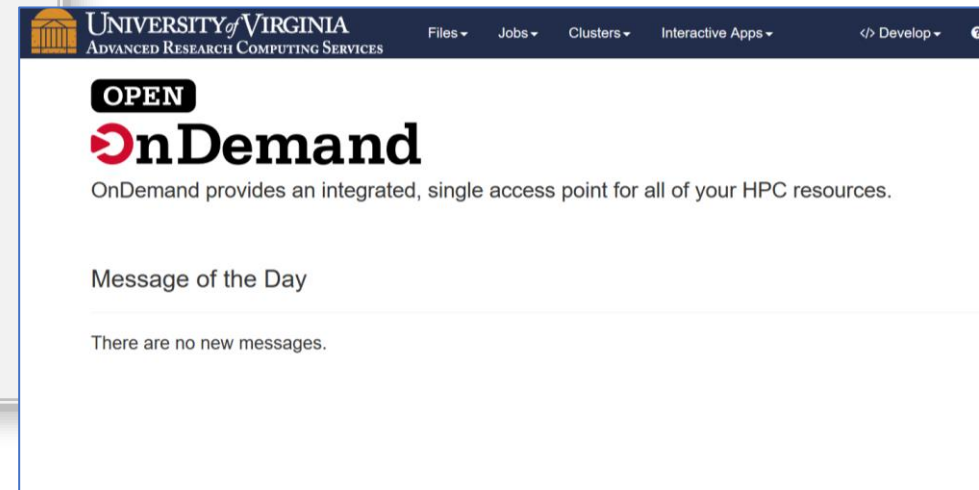 UNIVERSITY of VIRGINIA
ADVANCED RESEARCH COMPUTING SERVICES
Files Jobs Clusters Interactive Apps </> Develop
OPEN
OnDemand
OnDemand provides an integrated, single access point for all of your HPC resources.
Message of the Day
There are no new messages.